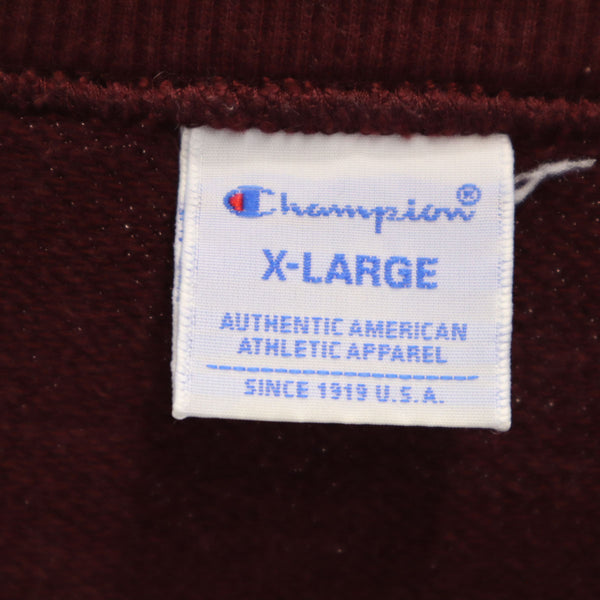 Champion®
X-LARGE
AUTHENTIC AMERICAN
ATHLETIC APPAREL
SINCE 1919 U.S.A.